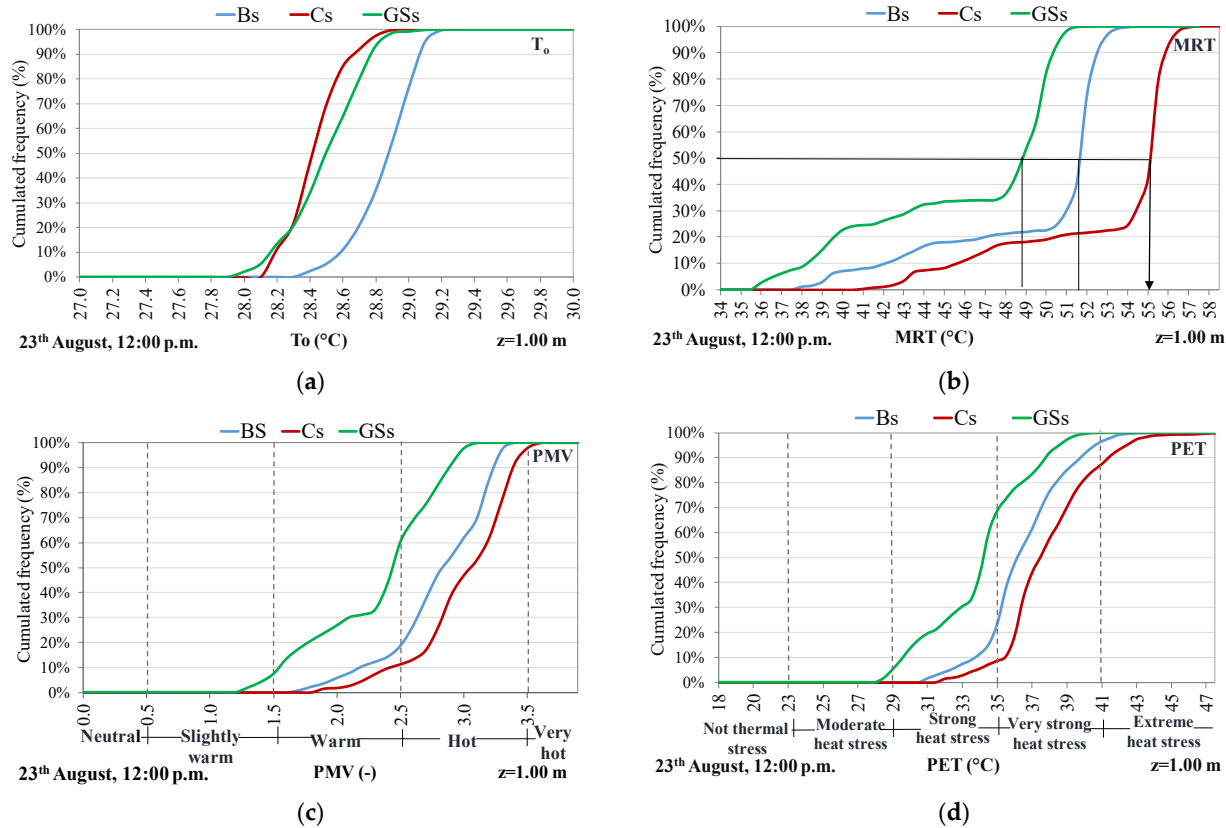 Bs Cs GSs
To
Cumulated frequency (%)
100%
90%
80%
70%
60%
50%
40%
30%
20%
10%
0%
27.0 27.2 27.4 27.6 27.8 28.0 28.2 28.4 28.6 28.8 29.0 29.2 29.4 29.6 29.8 30.0
23th August, 12:00 p.m. To (°C) z=1.00 m
(a)
Bs Cs GSs
MRT
Cumulated frequency (%)
100%
90%
80%
70%
60%
50%
40%
30%
20%
10%
0%
34 35 36 37 38 39 40 41 42 43 44 45 46 47 48 49 50 51 52 53 54 55 56 57 58
23th August, 12:00 p.m. MRT (°C) z=1.00 m
(b)
BS Cs GSs
PMV
Cumulated frequency (%)
100%
90%
80%
70%
60%
50%
40%
30%
20%
10%
0%
0.0 0.5 1.0 1.5 2.0 2.5 3.0 3.5
Neutral Slightly warm Warm Hot Very hot
23th August, 12:00 p.m. PMV (-) z=1.00 m
(c)
Bs Cs GSs
PET
Cumulated frequency (%)
100%
90%
80%
70%
60%
50%
40%
30%
20%
10%
0%
18 20 23 25 27 29 31 33 35 37 39 41 43 45 47
Not thermal stress Moderate heat stress Strong heat stress Very strong heat stress Extreme heat stress
23th August, 12:00 p.m. PET (°C) z=1.00 m
(d)